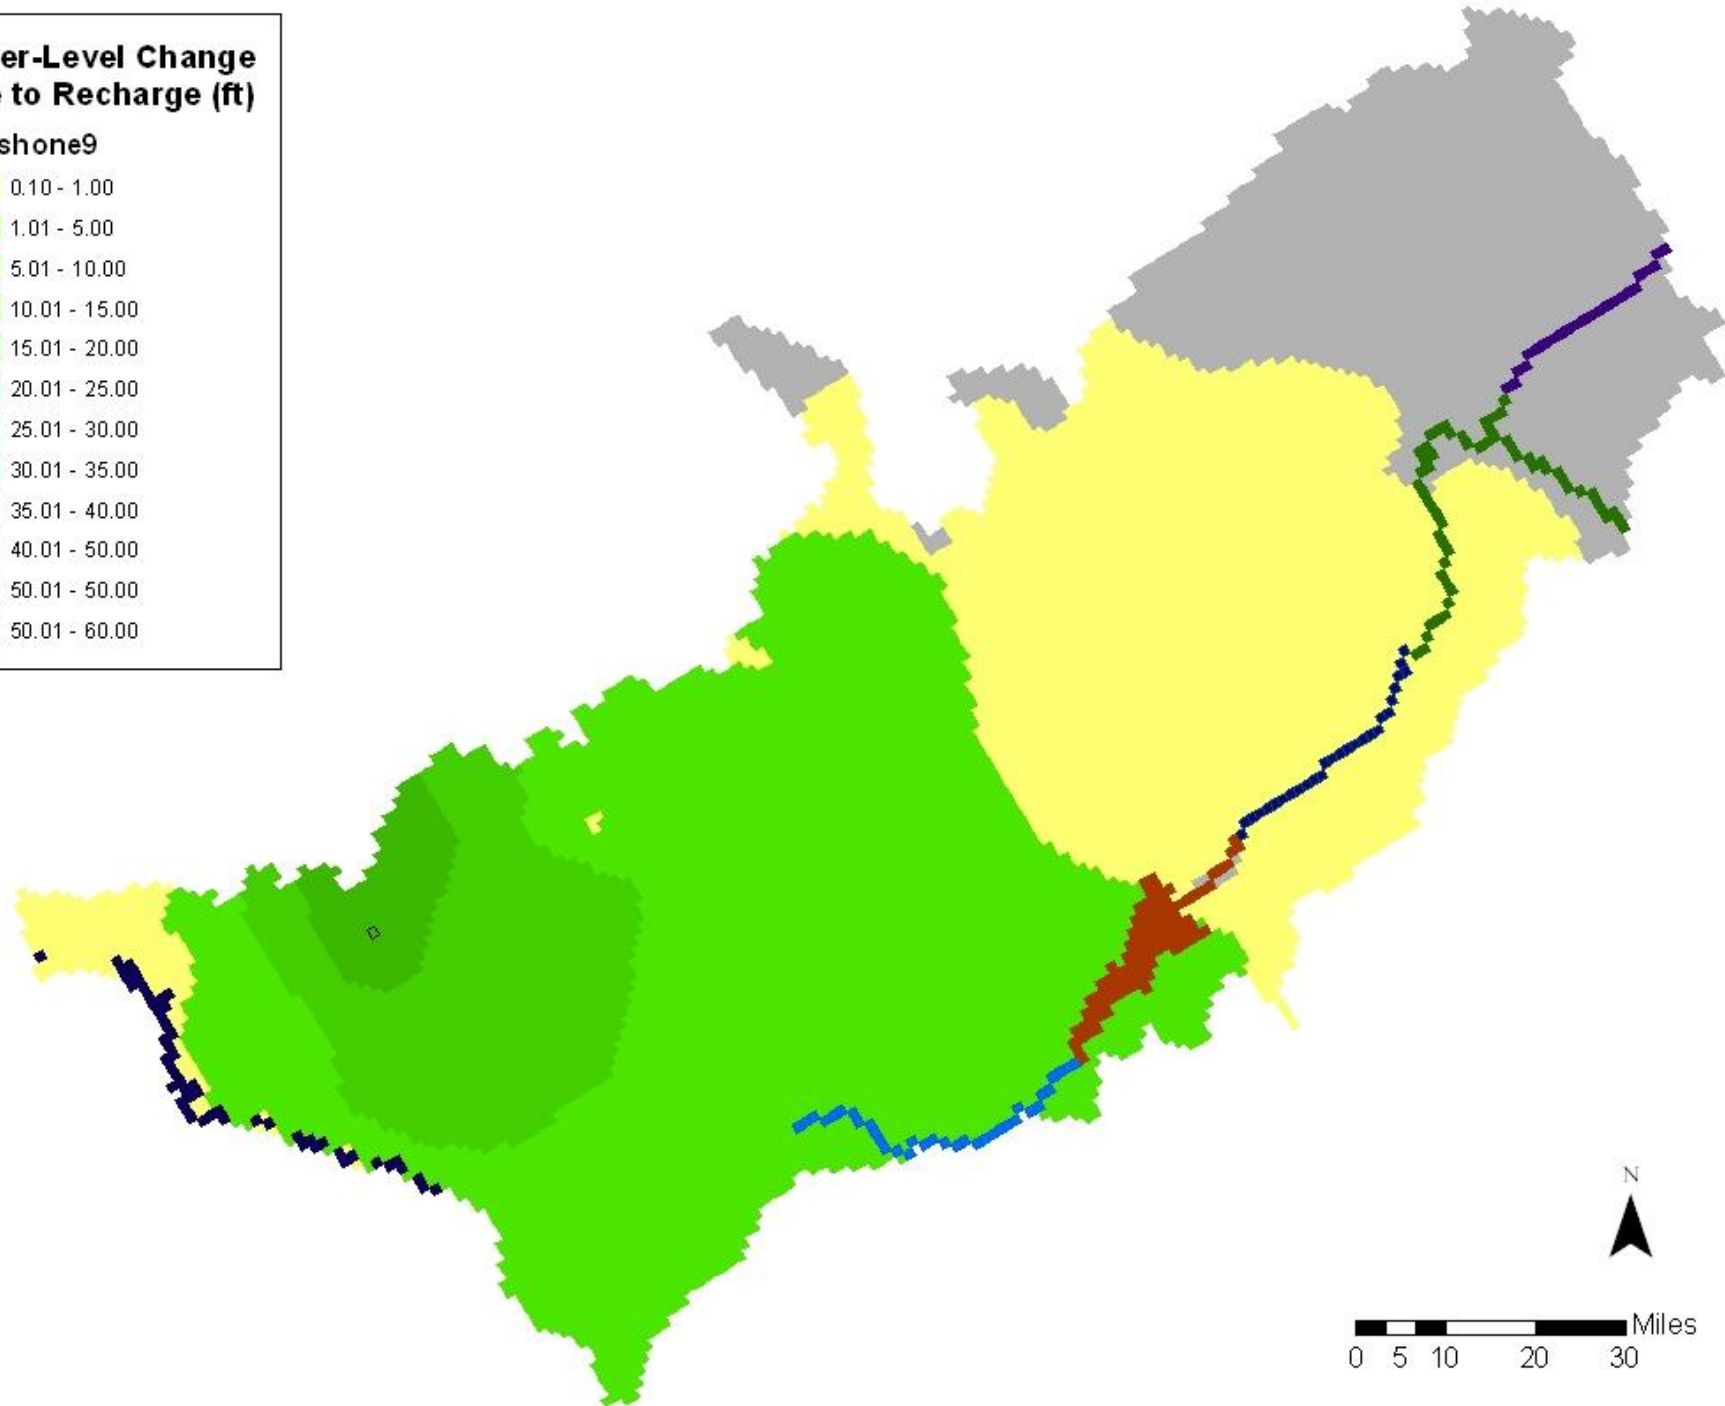 er-Level Change
e to Recharge (ft)
shone9
0.10 - 1.00
1.01 - 5.00
5.01 - 10.00
10.01 - 15.00
15.01 - 20.00
20.01 - 25.00
25.01 - 30.00
30.01 - 35.00
35.01 - 40.00
40.01 - 50.00
50.01 - 50.00
50.01 - 60.00
N
Miles
0 5 10 20 30